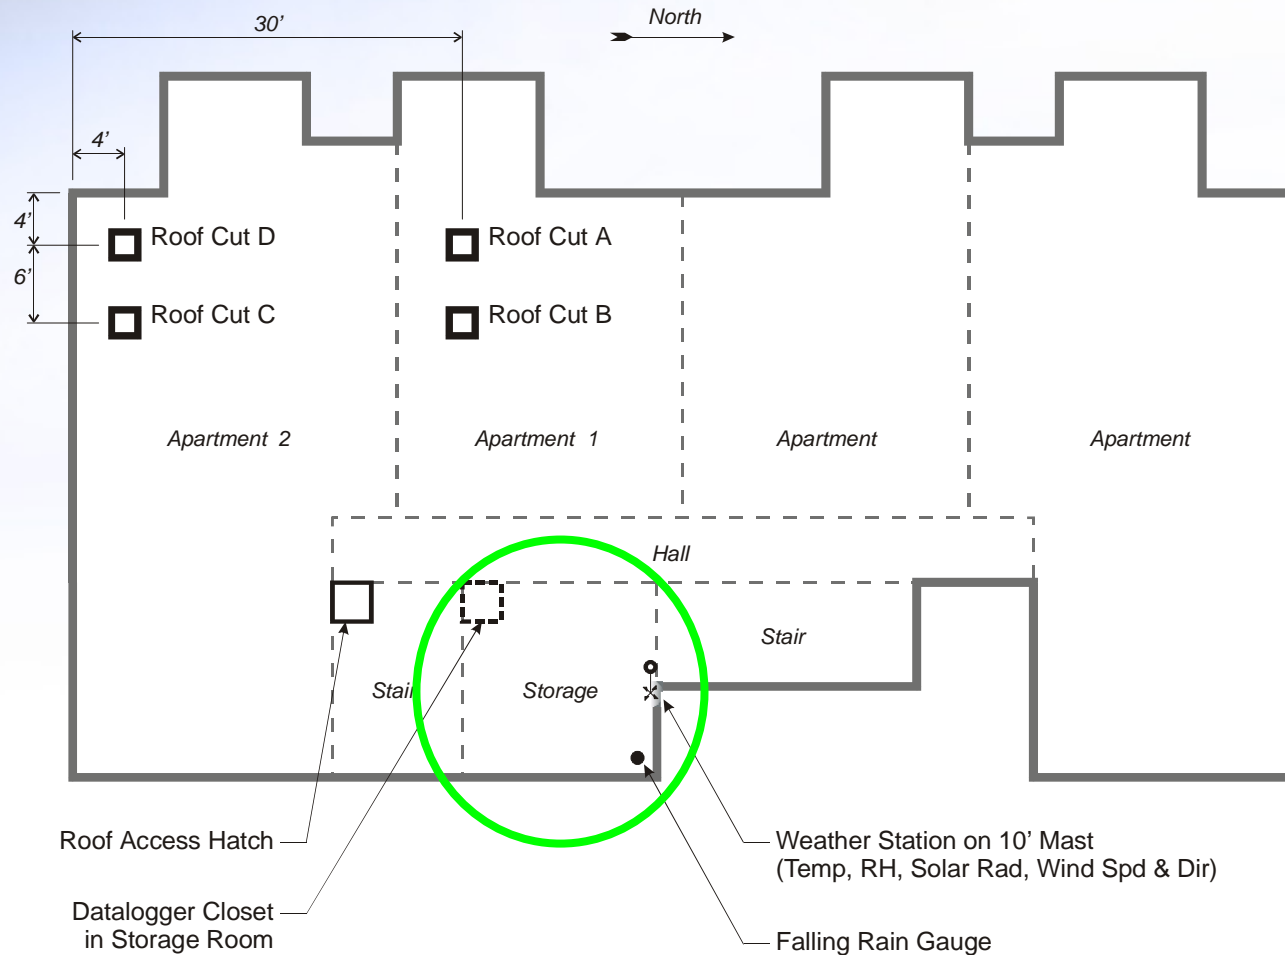 30’
North
4’
4’
Roof Cut D
Roof Cut A
6’
Roof Cut C
Roof Cut B
Apartment 2
Apartment 1
Apartment
Apartment
Hall
Stair
Stair
Storage
Roof Access Hatch
Weather Station on 10’ Mast
(Temp, RH, Solar Rad, Wind Spd & Dir)
Datalogger Closet
in Storage Room
Falling Rain Gauge